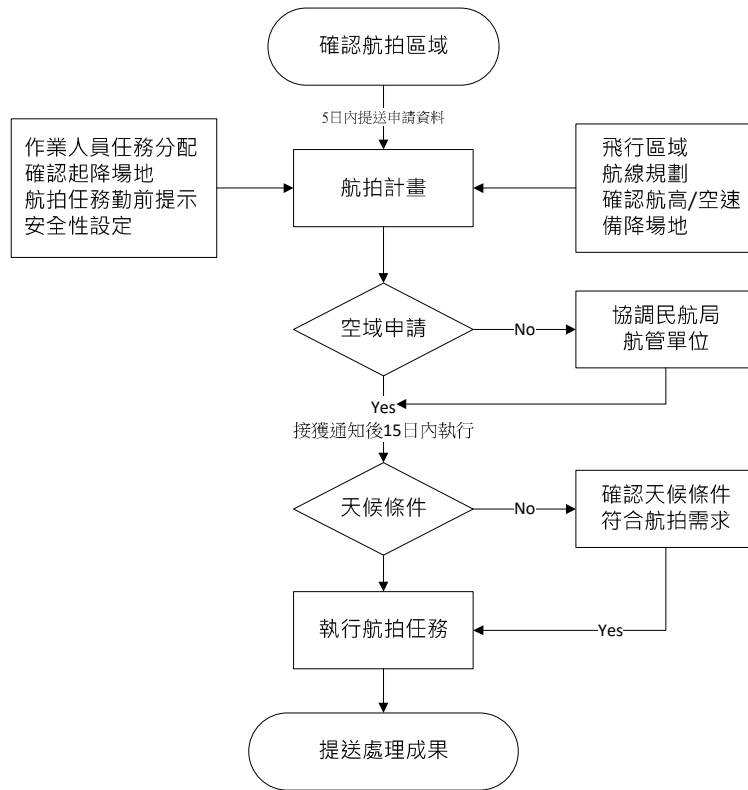 確認航拍區域
5日內提送申請資料
作業人員任務分配
確認起降場地
航拍任務勤前提示
安全性設定
航拍計畫
飛行區域
航線規劃
確認航高/空速
備降場地
空域申請
No
協調民航局
航管單位
Yes
接獲通知後15日內執行
天候條件
No
確認天候條件
符合航拍需求
執行航拍任務
Yes
提送處理成果